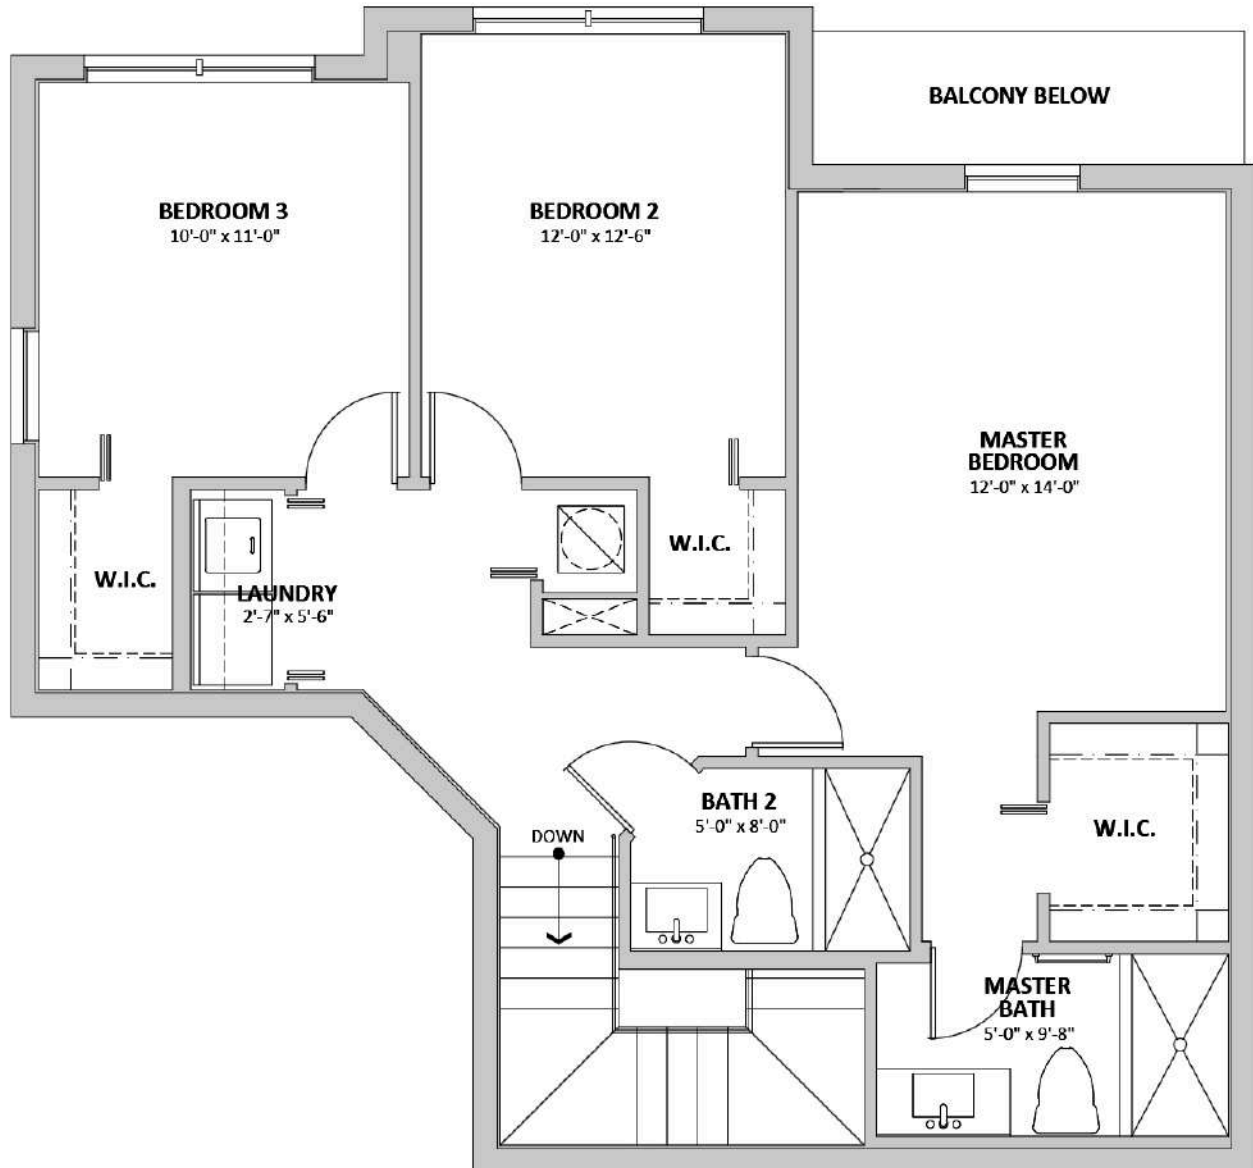 BALCONY BELOW
BEDROOM 3
10'-0" x 11'-0"
BEDROOM 2
12'-0" x 12'-6"
MASTER
BEDROOM
12'-0" x 14'-0"
W.I.C.
W.I.C.
LAUNDRY
2'-7" x 5'-6"
BATH 2
5'-0" x 8'-0"
W.I.C.
DOWN
MASTER
BATH
5'-0" x 9'-8"